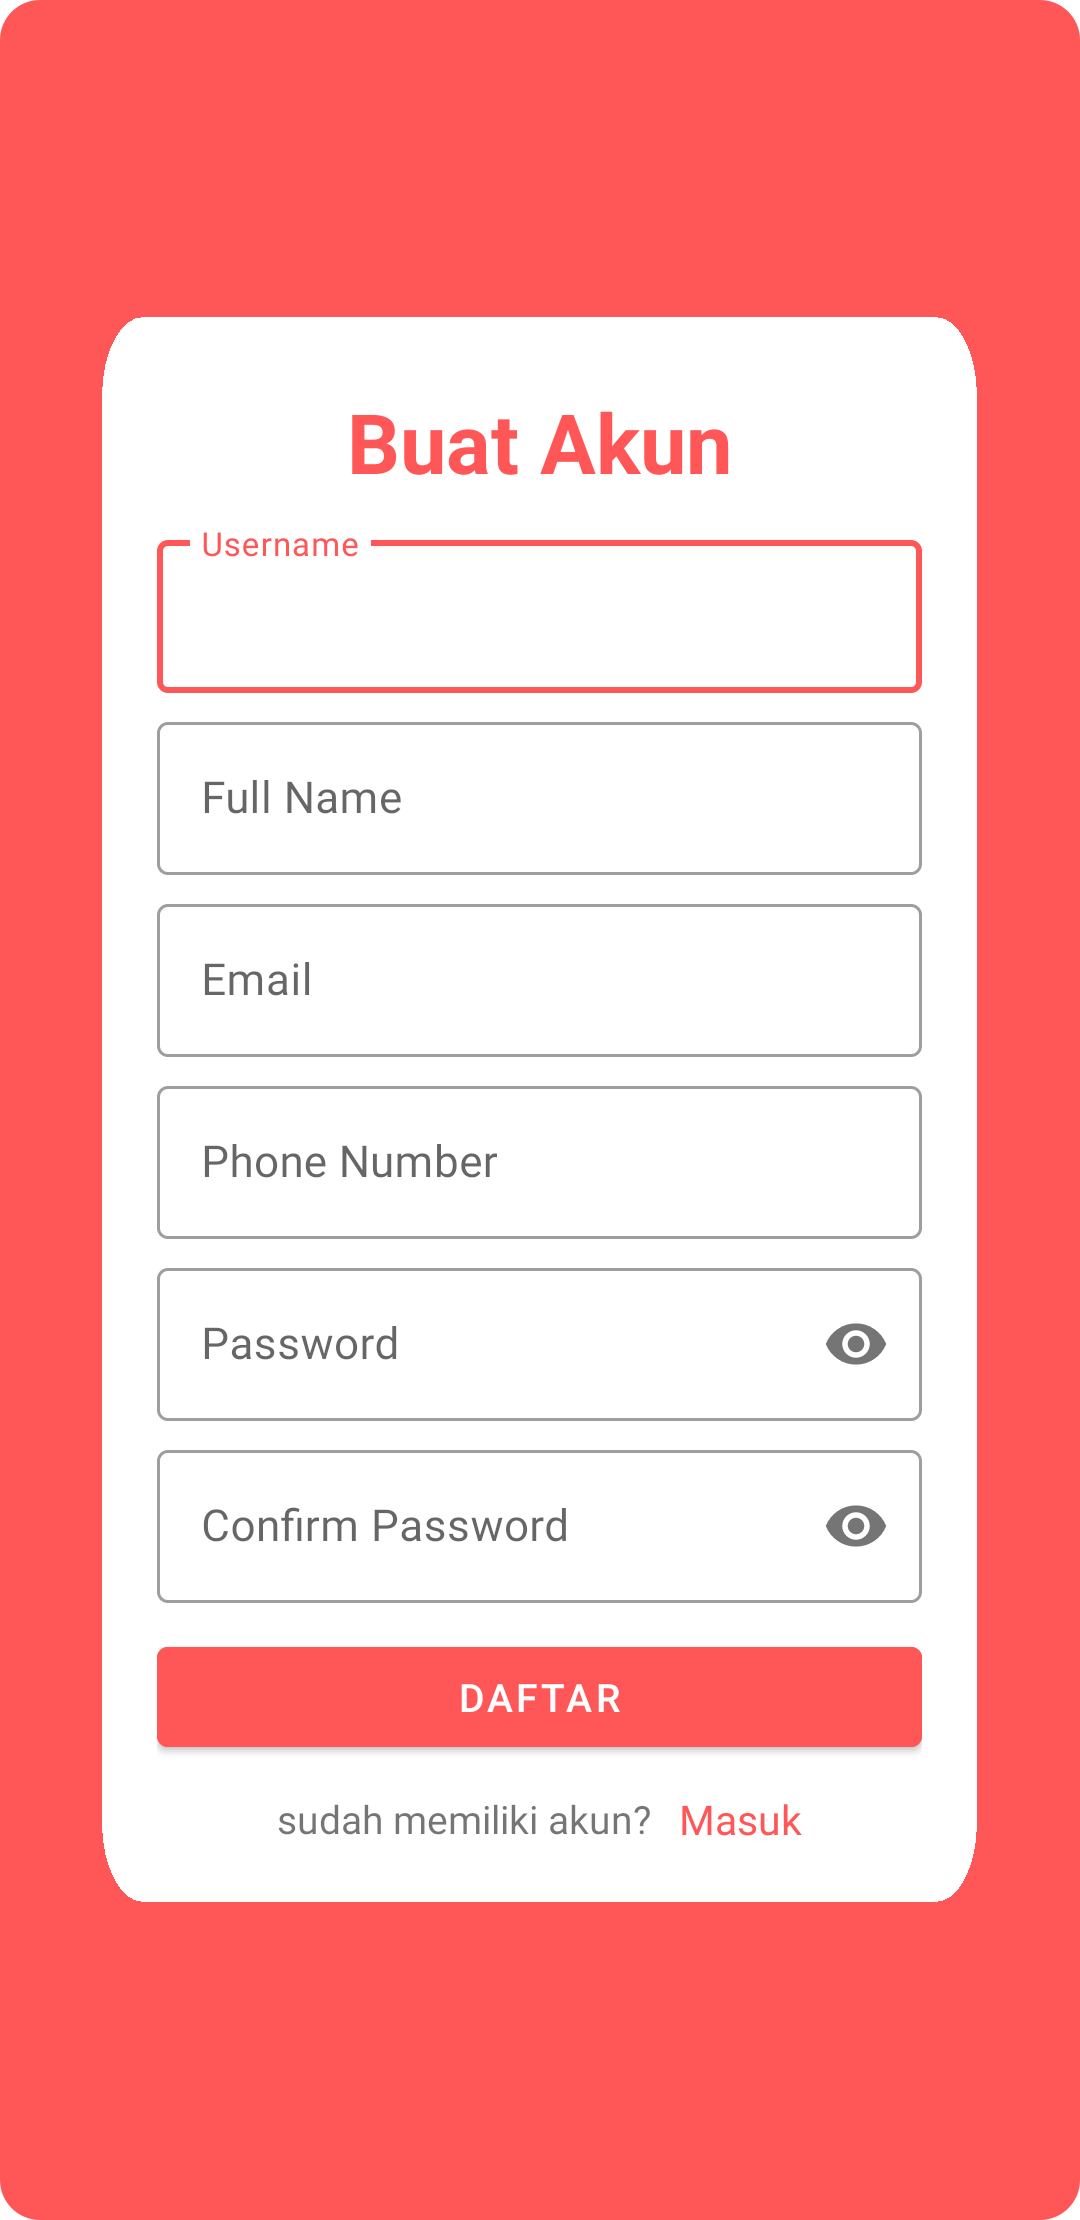 Buat Akun
Username
Full Name
Email
Phone Number
Password
Confirm Password
DAFTAR
sudah memiliki akun? Masuk